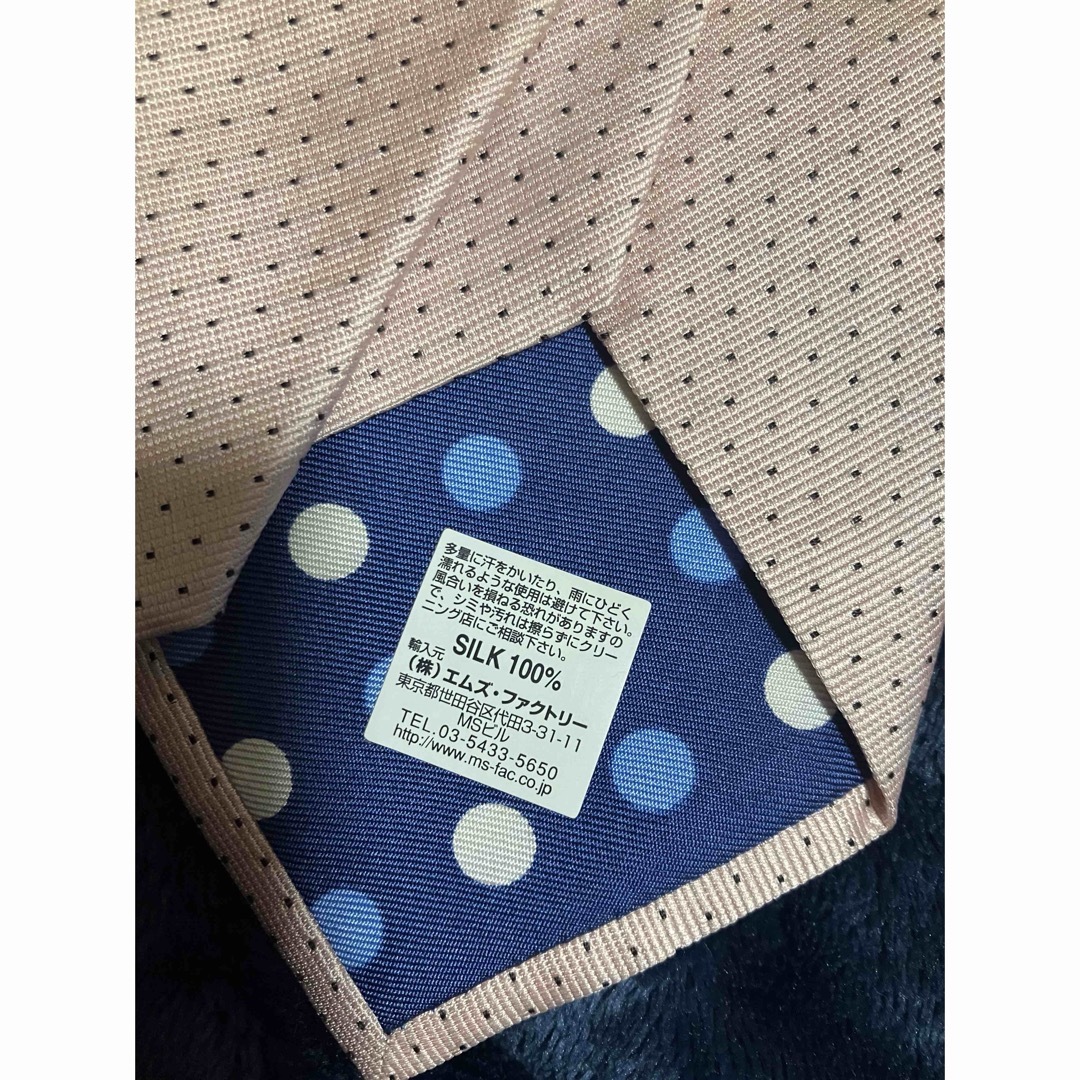 多量に汗をかいたり、雨にひどく
濡れるような使用は避けて下さい。
風合いを損ねる恐れがありますの
で、シミや汚れは擦らずにクリー
ニング店にご相談下さい。
SILK 100%
輸入元
(株)エムズ・ファクトリー
東京都世田谷区代田3-31-11
MSビル
TEL.03-5433-5650
http://www.ms-fac.co.jp